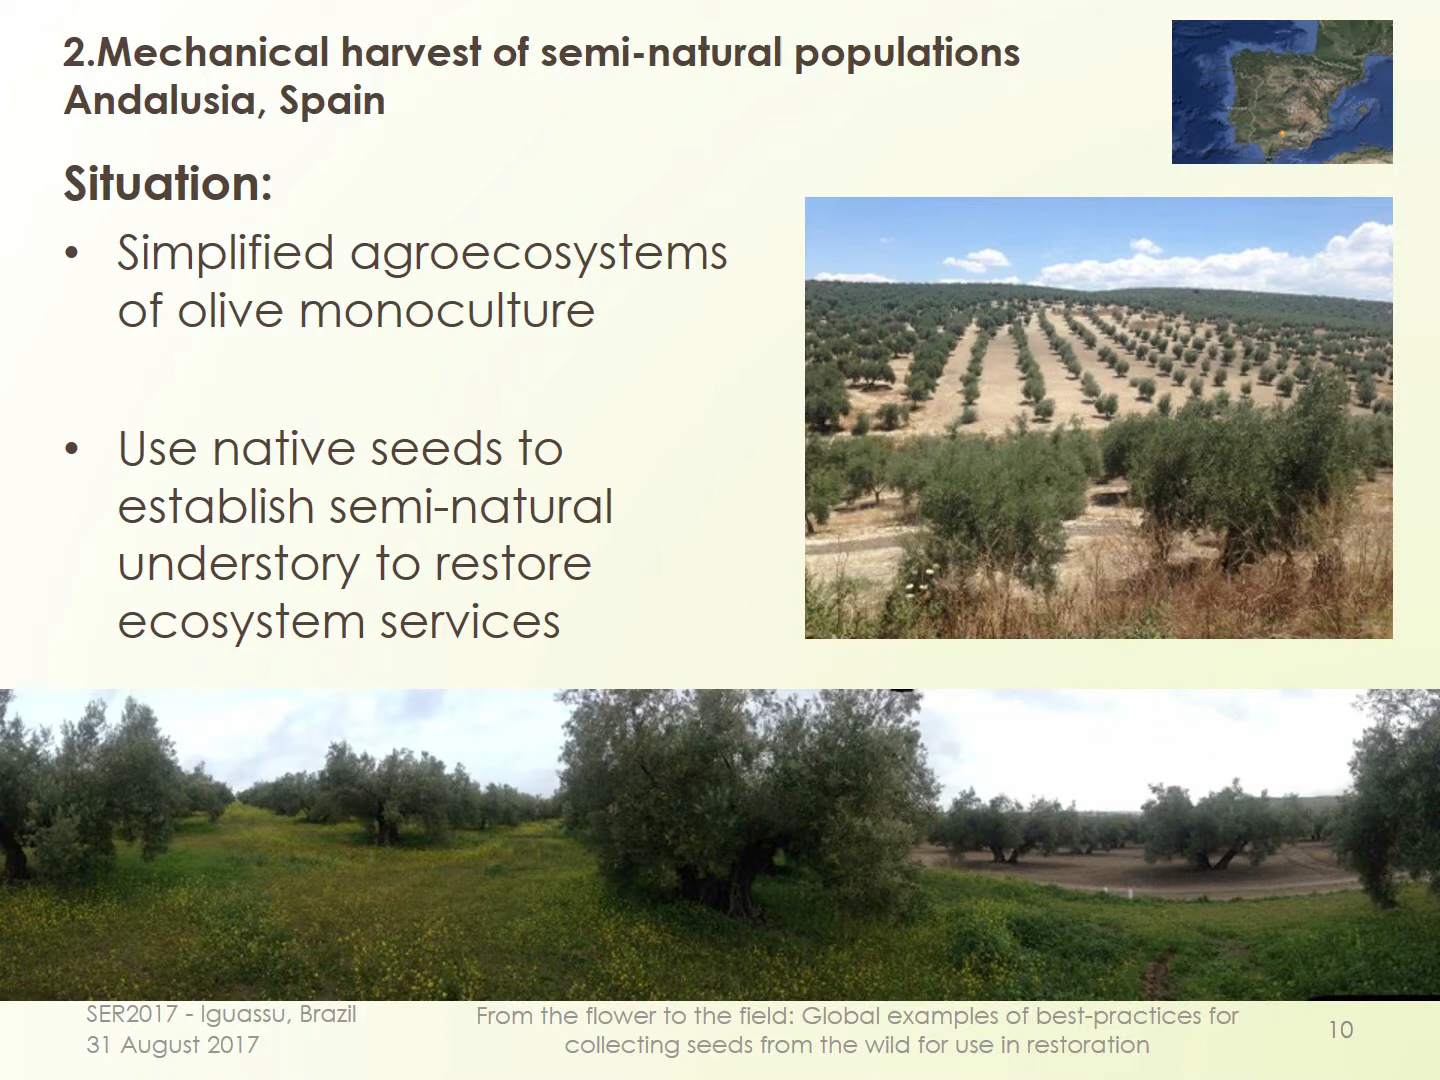 2.Mechanical harvest of semi-natural populations
Andalusia, Spain
Situation:
• Simplified agroecosystems
of olive monoculture
• Use native seeds to
establish semi-natural
understory to restore
ecosystem services
SER2017 - Iguassu, Brazil
31 August 2017
From the flower to the field: Global examples of best-practices for
collecting seeds from the wild for use in restoration
10